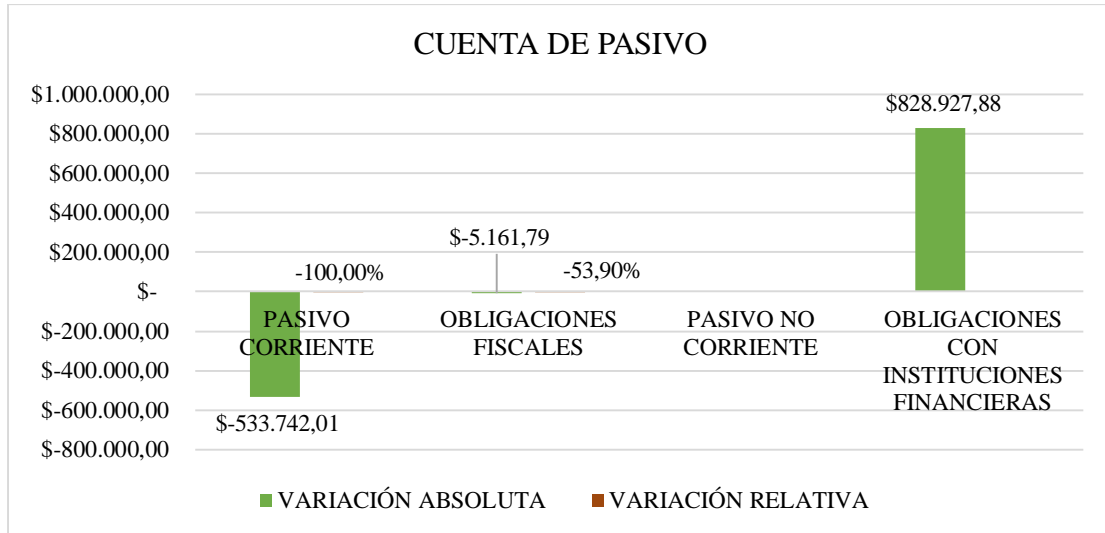 CUENTA DE PASIVO
$1.000.000,00
$800.000,00
$600.000,00
$400.000,00
$200.000,00
$-
$-200.000,00
$-400.000,00
$-600.000,00
$-800.000,00
$828.927,88
$-5.161,79
-100,00%
-53,90%
$-533.742,01
PASIVO
CORRIENTE
OBLIGACIONES
FISCALES
PASIVO NO
CORRIENTE
OBLIGACIONES
CON
INSTITUCIONES
FINANCIERAS
VARIACIÓN ABSOLUTA
VARIACIÓN RELATIVA